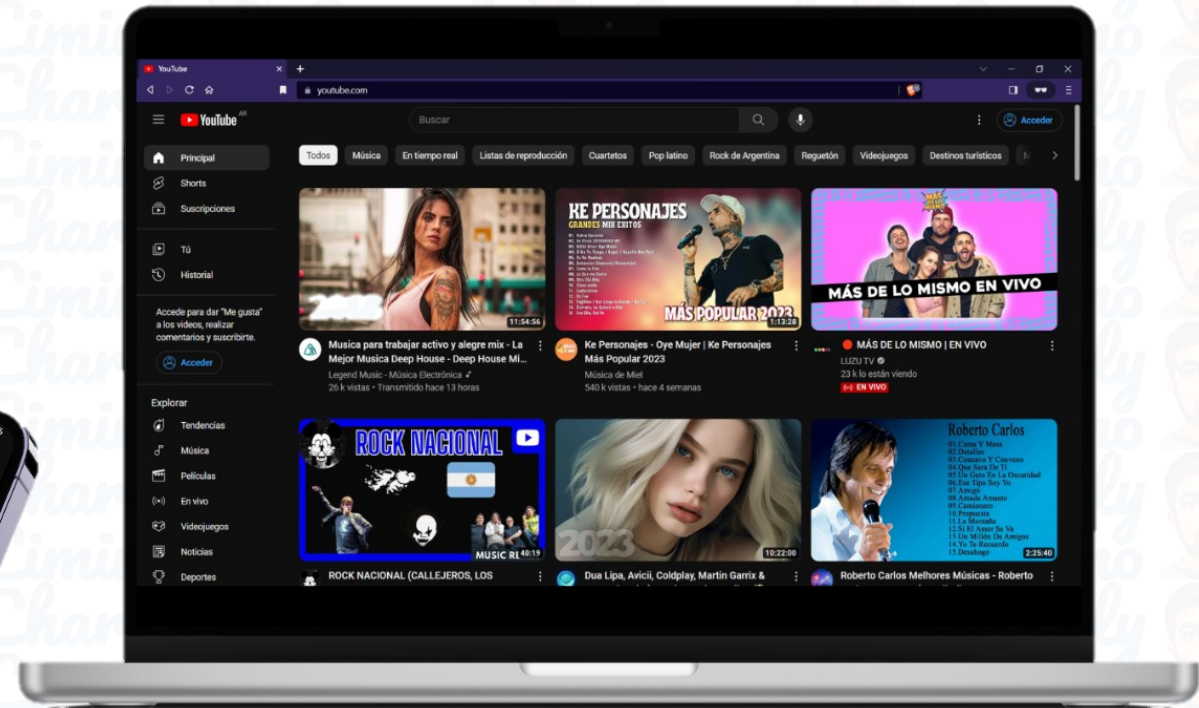 YouTube
youtube.com
YouTube AR
Buscar
Acceder
Principal
Shorts
Suscripciones
Tú
Historial
Accede para dar "Me gusta"
a los videos, realizar
comentarios y suscribirte.
Acceder
Explorar
Tendencias
Música
Películas
En vivo
Videojuegos
Noticias
Deportes
Todos
Música
En tiempo real
Listas de reproducción
Cuartetos
Pop latino
Rock de Argentina
Reguetón
Videojuegos
Destinos turísticos
11:54:56
Musica para trabajar activo y alegre mix - La
Mejor Musica Deep House - Deep House Mi...
Legend Music - Música Electrónica
26 k vistas • Transmitido hace 13 horas
KE PERSONAJES
GRANDES MIX EXITOS
MÁS POPULAR 2023
1:13:28
Ke Personajes - Oye Mujer | Ke Personajes
Más Popular 2023
Música de Miel
540 k vistas • hace 4 semanas
MÁS DE LO MISMO EN VIVO
MÁS DE LO MISMO | EN VIVO
LUZU TV
23 k lo están viendo
EN VIVO
ROCK NACIONAL
40:19
ROCK NACIONAL (CALLEJEROS, LOS
2023
10:22:00
Dua Lipa, Avicii, Coldplay, Martin Garrix &
Roberto Carlos
01.Cama Y Mesa
02.Detalles
03.Concavo Y Convexo
04.Que Sera De Ti
05.Un Gato En La Oscuridad
06.Ese Tipo Soy Yo
07.Amigo
08.Amada Amante
09.Camionero
10.Propuesta
11.La Montaña
12.Si El Amor Se Va
13.Un Millón De Amigos
14.Yo Te Recuerdo
15.Desahogo
2:25:40
Roberto Carlos Melhores Músicas - Roberto